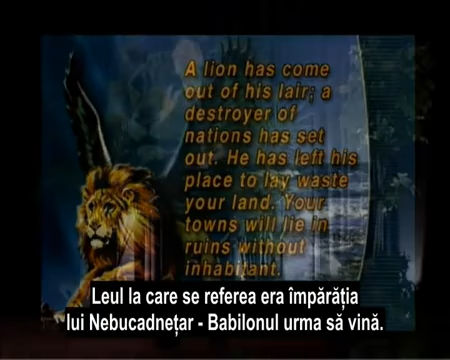 A lion has come
out of his lair; a
destroyer of
nations has set
out. He has left his
place to lay waste
your land. Your
towns will lie in
ruins without
inhabitant.
Leul la care se referea era împărăția
lui Nebucadnețar - Babilonul urma să vină.